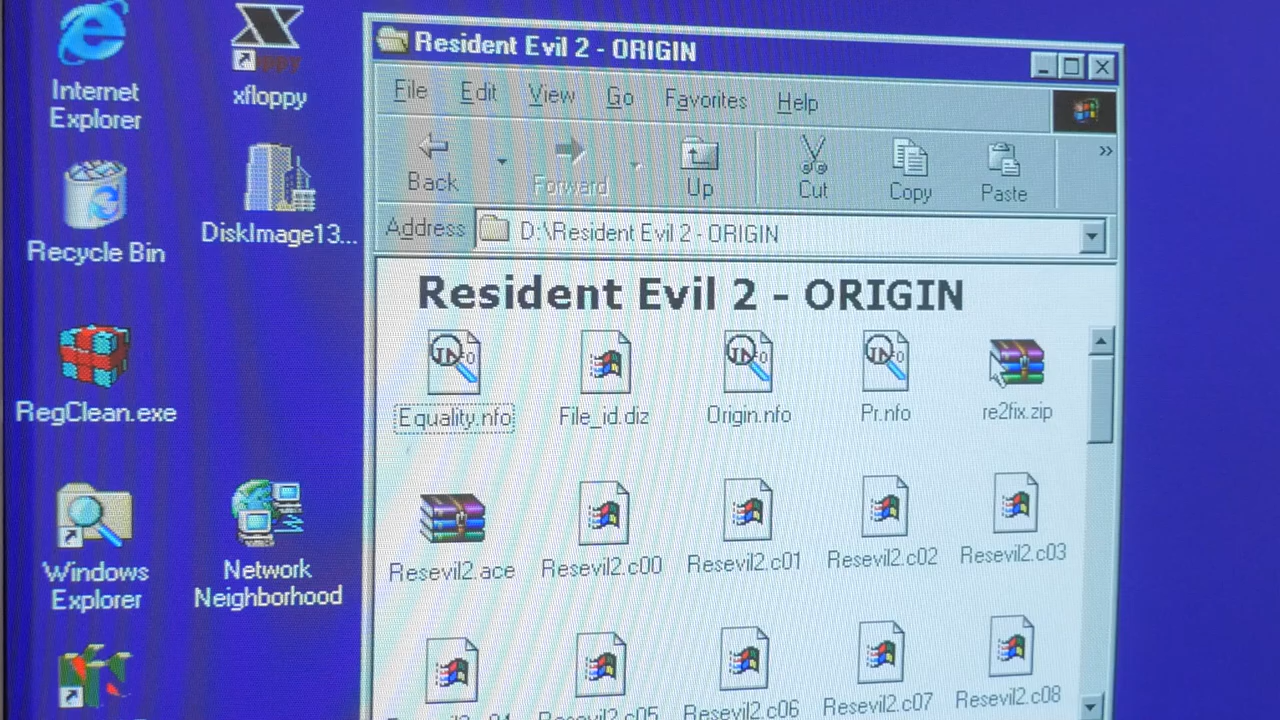 Internet
Explorer
xfloppy
Recycle Bin
DiskImage13...
RegClean.exe
Windows
Explorer
Network
Neighborhood
Resident Evil 2 - ORIGIN
File Edit View Go Favorites Help
Back Forward Up Cut Copy Paste »
Address D:\Resident Evil 2 - ORIGIN
Resident Evil 2 - ORIGIN
Equality.nfo File_id.diz Origin.nfo Pr.nfo re2fix.zip
Resevil2.ace Resevil2.c00 Resevil2.c01 Resevil2.c02 Resevil2.c03
Resevil2.c05 Resevil2.c06 Resevil2.c07 Resevil2.c08